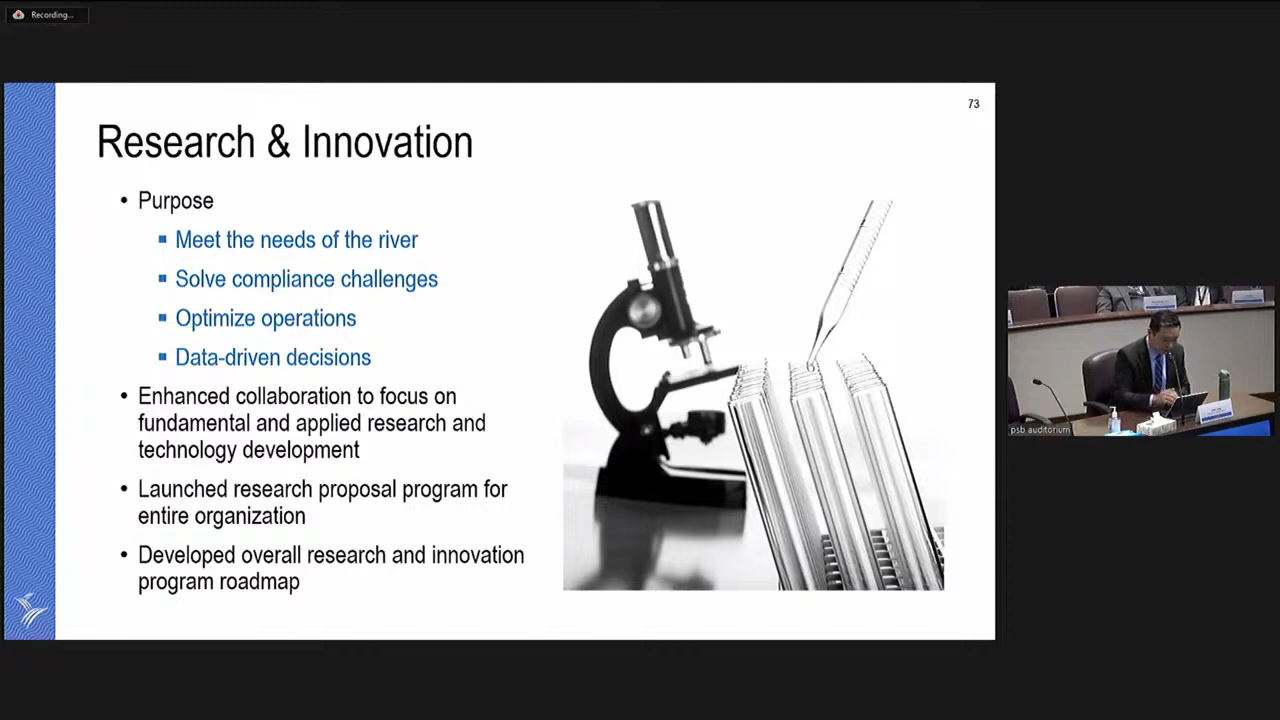 Recording...
73
Research & Innovation
• Purpose
▪ Meet the needs of the river
▪ Solve compliance challenges
▪ Optimize operations
▪ Data-driven decisions
• Enhanced collaboration to focus on
fundamental and applied research and
technology development
• Launched research proposal program for
entire organization
• Developed overall research and innovation
program roadmap
psb auditorium